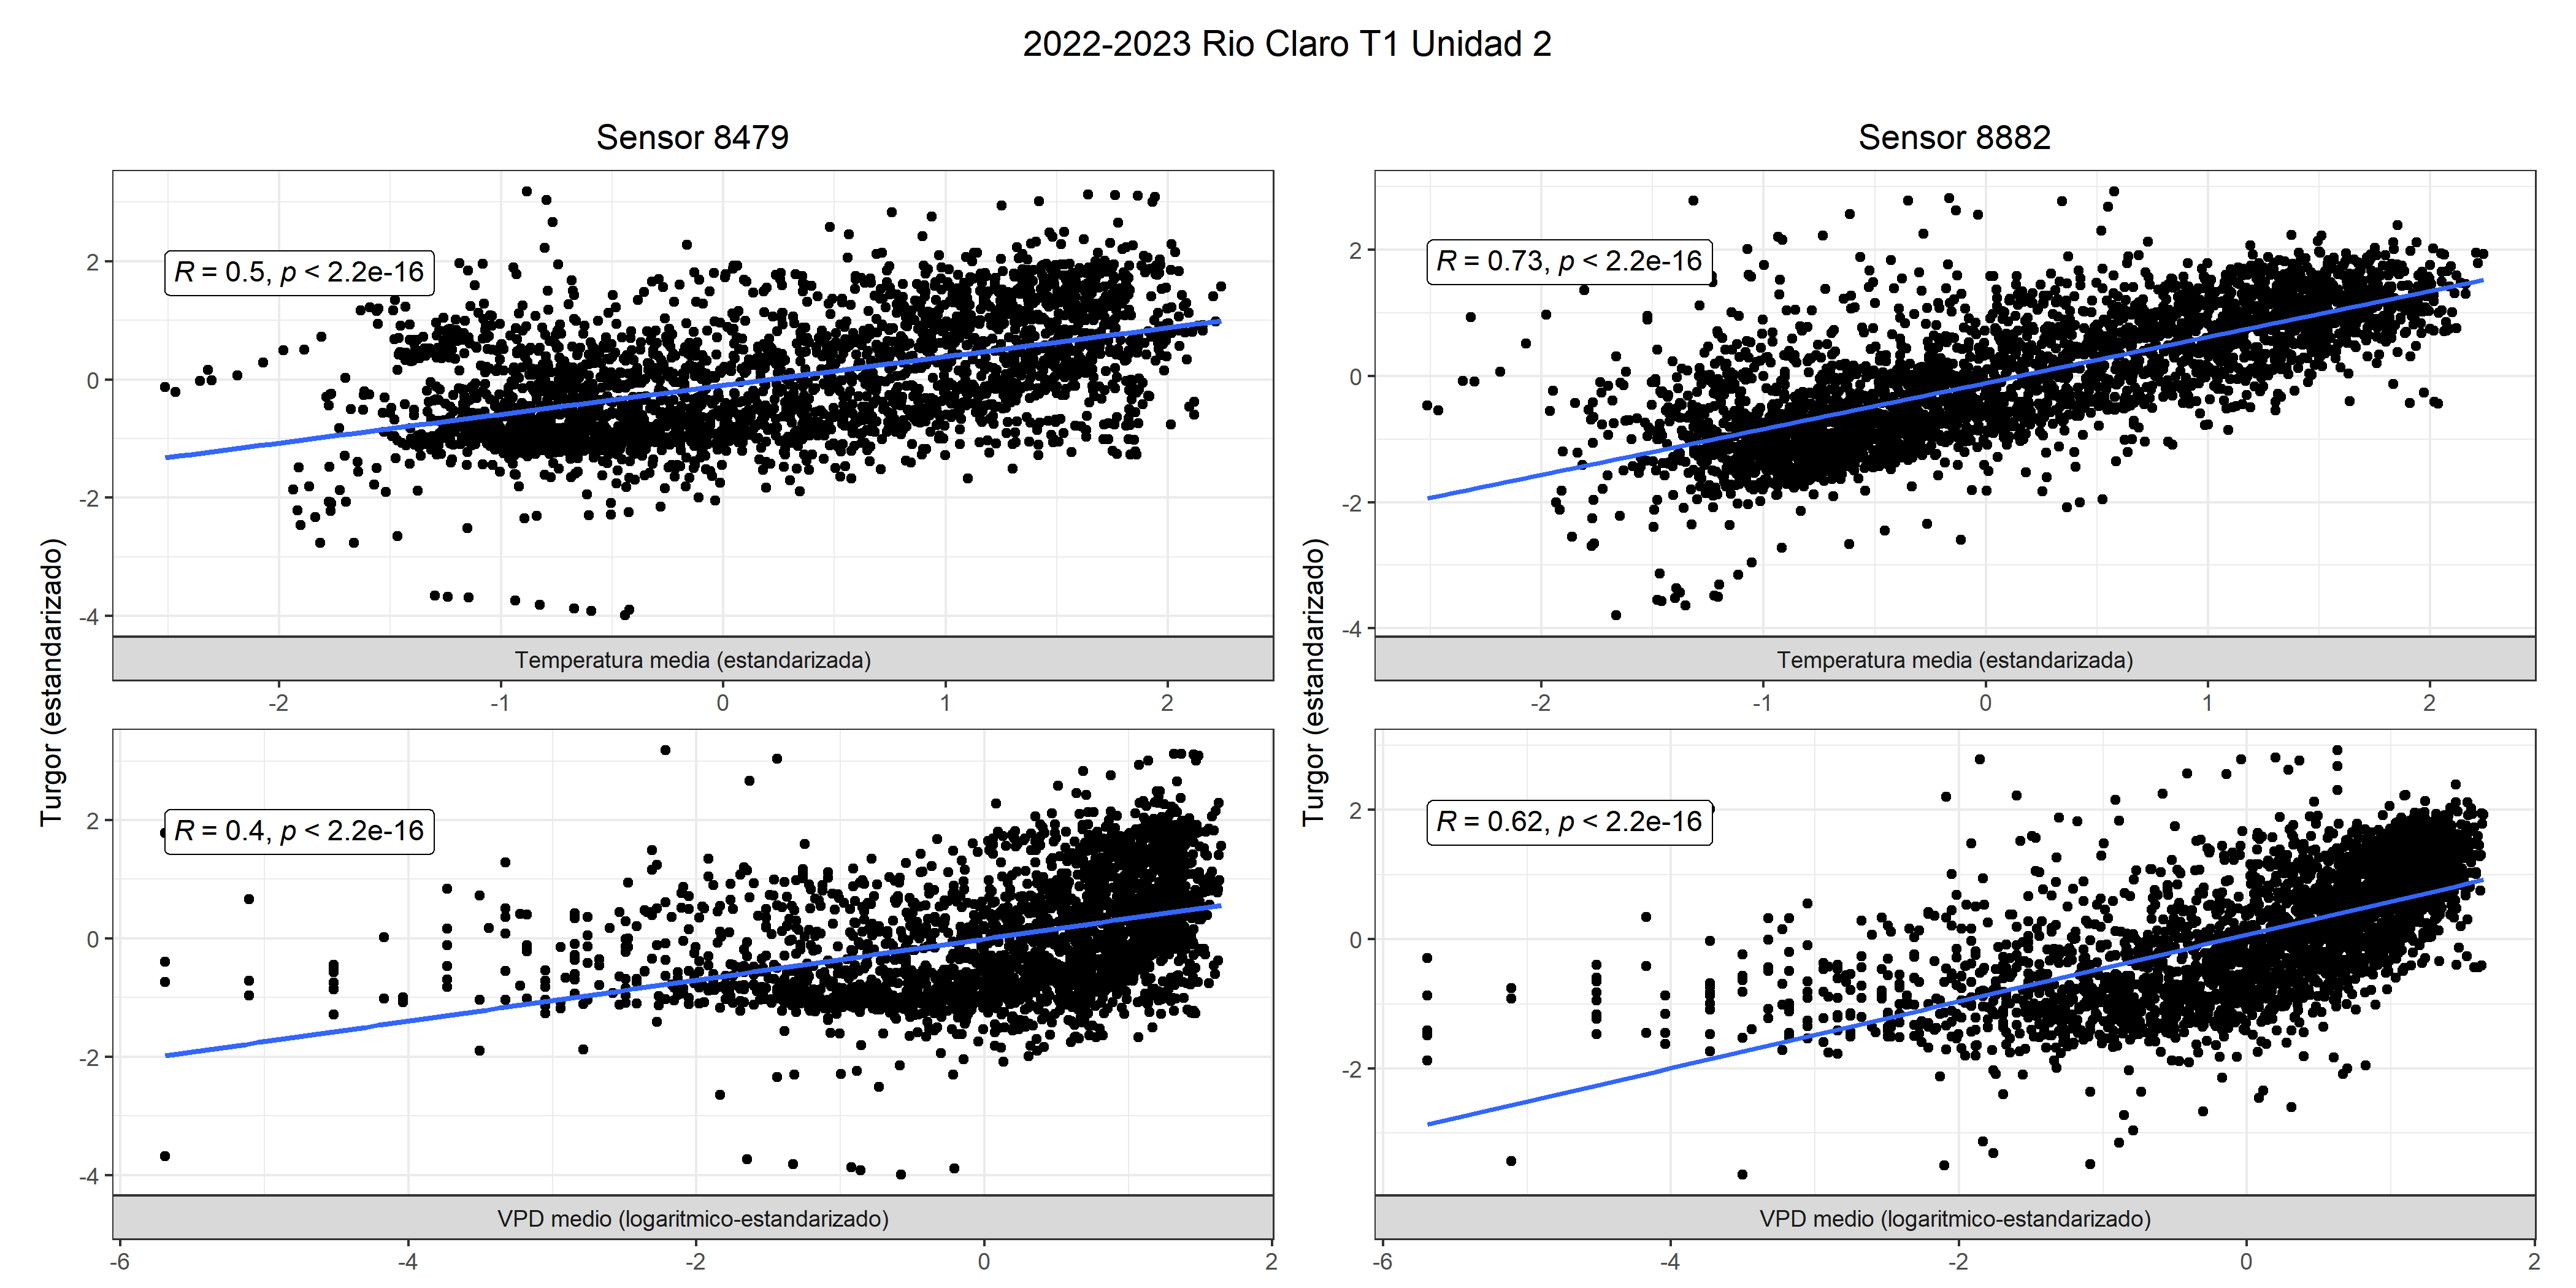 2022-2023 Rio Claro T1 Unidad 2
Sensor 8479
R = 0.5, p < 2.2e-16
2
0
-2
-4
Temperatura media (estandarizada)
-2 -1 0 1 2
R = 0.4, p < 2.2e-16
2
0
-2
-4
VPD medio (logaritmico-estandarizado)
-6 -4 -2 0 2
Turgor (estandarizado)
Sensor 8882
R = 0.73, p < 2.2e-16
2
0
-2
-4
Temperatura media (estandarizada)
-2 -1 0 1 2
R = 0.62, p < 2.2e-16
2
0
-2
VPD medio (logaritmico-estandarizado)
-6 -4 -2 0 2
Turgor (estandarizado)